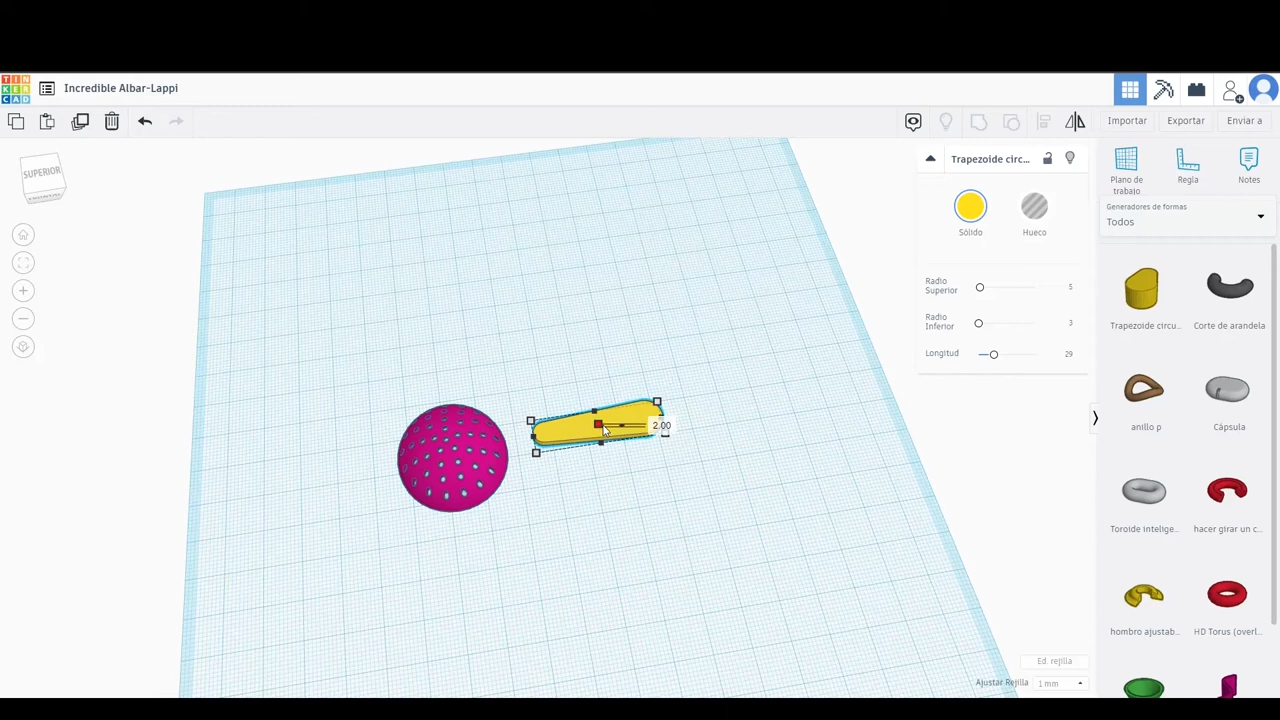 TIN
KER
CAD
Incredible Albar-Lappi
Importar
Exportar
Enviar a
SUPERIOR
Trapezoide circ...
Sólido
Hueco
Radio
Superior
5
Radio
Inferior
3
Longitud
29
Plano de
trabajo
Regla
Notes
Generadores de formas
Todos
Trapezoide circu...
Corte de arandela
anillo p
Cápsula
Toroide intelige...
hacer girar un c...
hombro ajustab...
HD Torus (overl...
2.00
Ed. rejilla
Ajustar Rejilla
1 mm